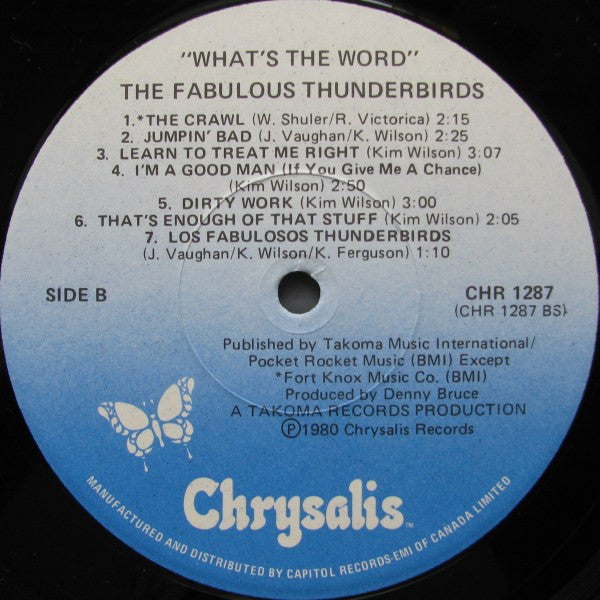 "WHAT'S THE WORD"
THE FABULOUS THUNDERBIRDS
1.*THE CRAWL (W. Shuler/R. Victorica) 2:15
2. JUMPIN' BAD (J. Vaughan/K. Wilson) 2:25
3. LEARN TO TREAT ME RIGHT (Kim Wilson) 3:07
4. I'M A GOOD MAN (If You Give Me A Chance)
(Kim Wilson) 2:50
5. DIRTY WORK (Kim Wilson) 3:00
6. THAT'S ENOUGH OF THAT STUFF (Kim Wilson) 2:05
7. LOS FABULOSOS THUNDERBIRDS
(J. Vaughan/K. Wilson/K. Ferguson) 1:10
SIDE B
CHR 1287
(CHR 1287 BS)
Published by Takoma Music International/
Pocket Rocket Music (BMI) Except
*Fort Knox Music Co. (BMI)
Produced by Denny Bruce
A TAKOMA RECORDS PRODUCTION
Ⓟ1980 Chrysalis Records
Chrysalis™
MANUFACTURED AND DISTRIBUTED BY CAPITOL RECORDS-EMI OF CANADA LIMITED